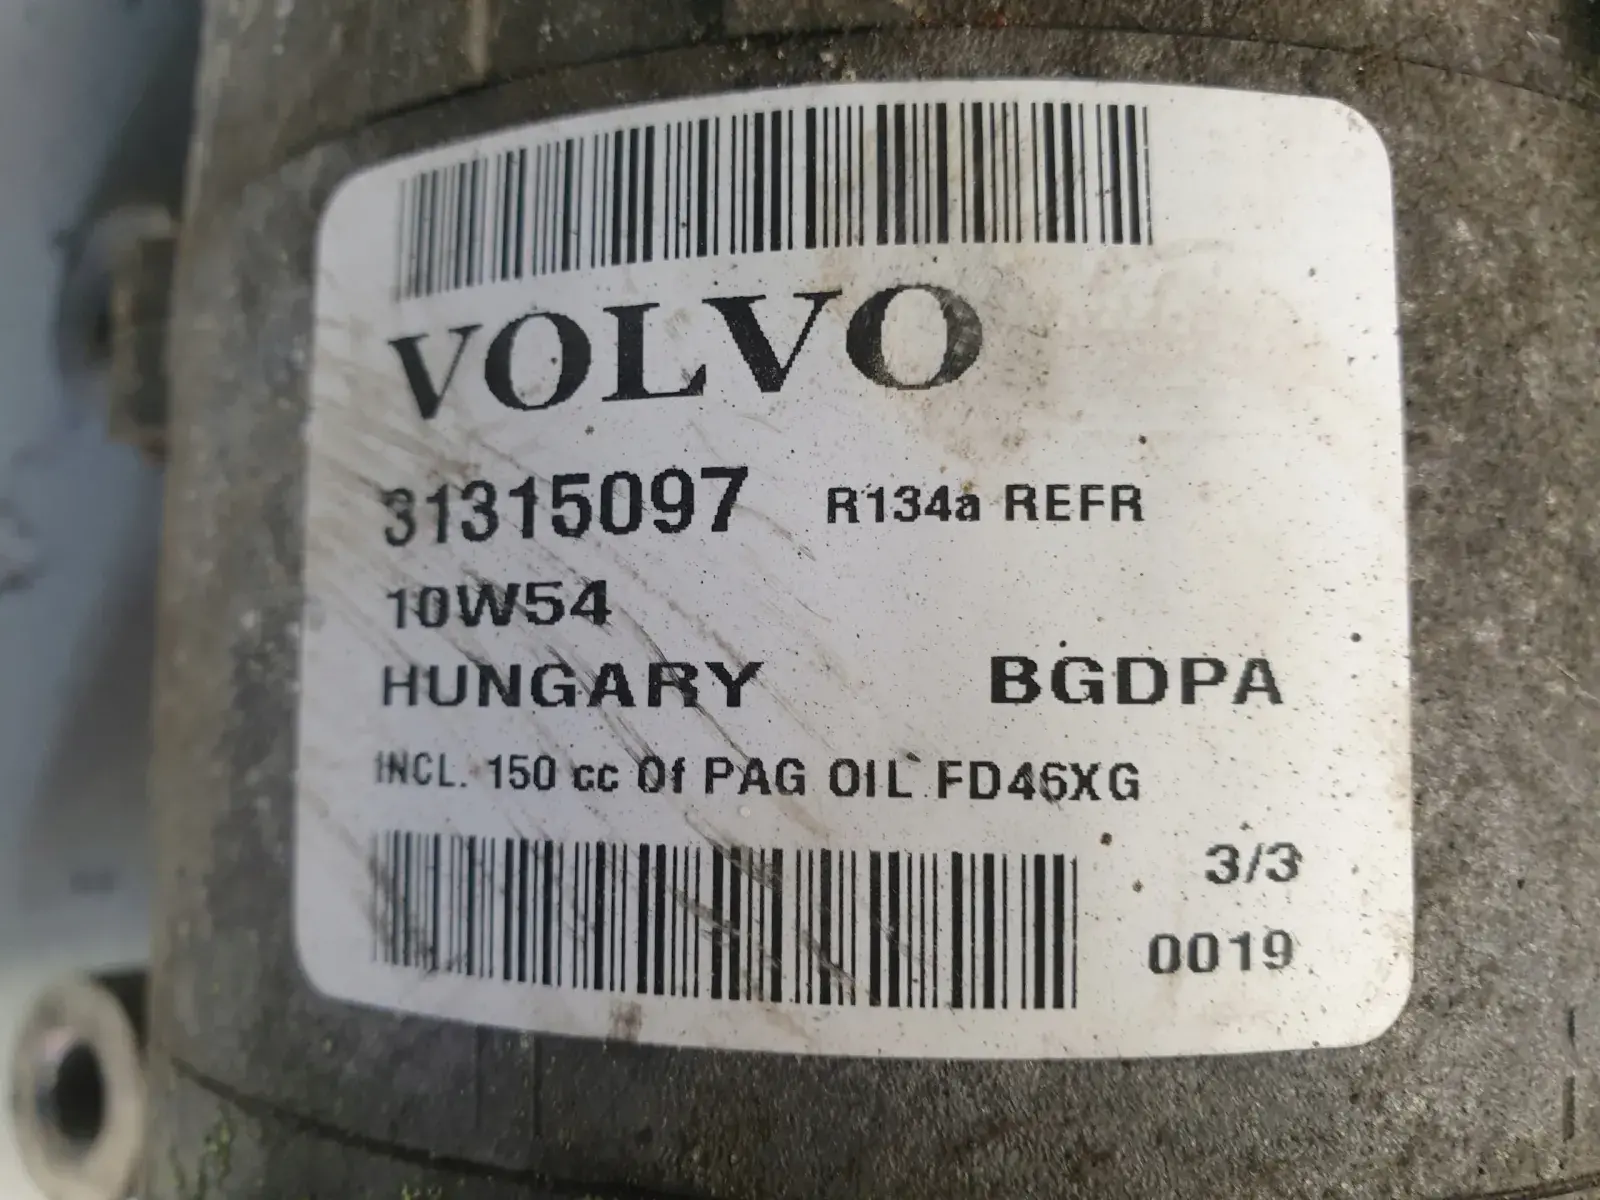 VOLVO
31315097 R134a REFR
10W54
HUNGARY BGDPA
INCL. 150 cc Of PAG OIL FD46XG
3/3
0019